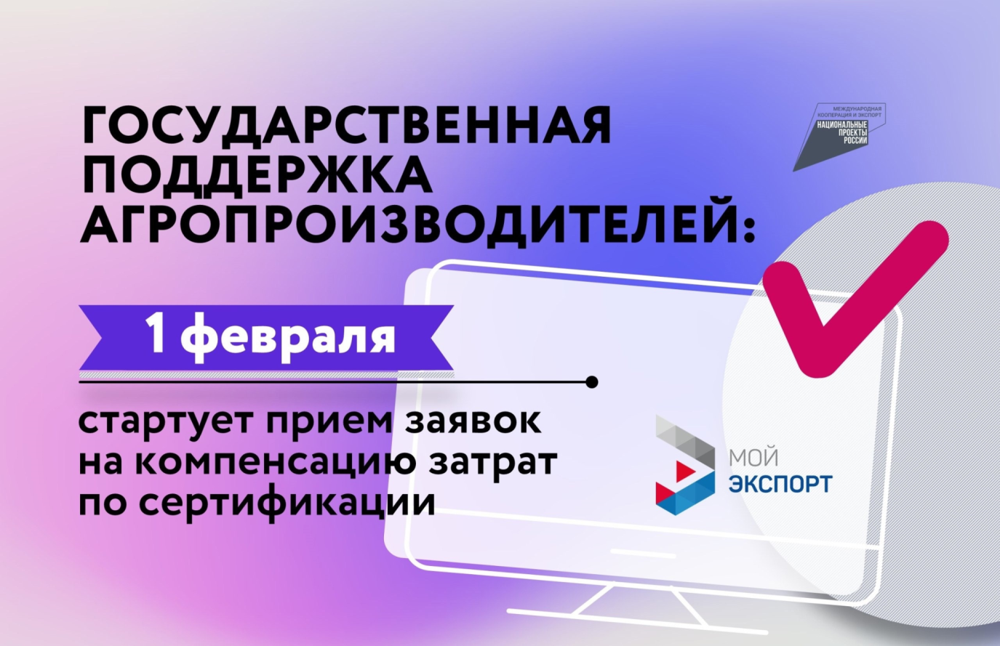 ГОСУДАРСТВЕННАЯ
ПОДДЕРЖКА
АГРОПРОИЗВОДИТЕЛЕЙ:
МЕЖДУНАРОДНАЯ
КООПЕРАЦИЯ И ЭКСПОРТ
НАЦИОНАЛЬНЫЕ
ПРОЕКТЫ
РОССИИ
1 февраля
стартует прием заявок
на компенсацию затрат
по сертификации
МОЙ
ЭКСПОРТ